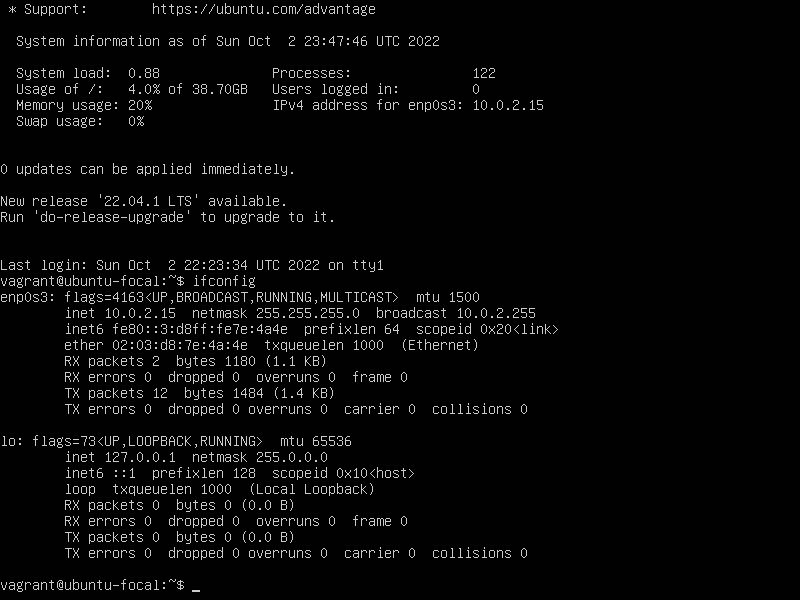 * Support:        https://ubuntu.com/advantage

  System information as of Sun Oct  2 23:47:46 UTC 2022

  System load:  0.88              Processes:               122
  Usage of /:   4.0% of 38.70GB   Users logged in:         0
  Memory usage: 20%               IPv4 address for enp0s3: 10.0.2.15
  Swap usage:   0%


0 updates can be applied immediately.

New release '22.04.1 LTS' available.
Run 'do-release-upgrade' to upgrade to it.


Last login: Sun Oct  2 22:23:34 UTC 2022 on tty1
vagrant@ubuntu-focal:~$ ifconfig
enp0s3: flags=4163<UP,BROADCAST,RUNNING,MULTICAST>  mtu 1500
        inet 10.0.2.15  netmask 255.255.255.0  broadcast 10.0.2.255
        inet6 fe80::3:d8ff:fe7e:4a4e  prefixlen 64  scopeid 0x20<link>
        ether 02:03:d8:7e:4a:4e  txqueuelen 1000  (Ethernet)
        RX packets 2  bytes 1180 (1.1 KB)
        RX errors 0  dropped 0  overruns 0  frame 0
        TX packets 12  bytes 1484 (1.4 KB)
        TX errors 0  dropped 0 overruns 0  carrier 0  collisions 0

lo: flags=73<UP,LOOPBACK,RUNNING>  mtu 65536
        inet 127.0.0.1  netmask 255.0.0.0
        inet6 ::1  prefixlen 128  scopeid 0x10<host>
        loop  txqueuelen 1000  (Local Loopback)
        RX packets 0  bytes 0 (0.0 B)
        RX errors 0  dropped 0  overruns 0  frame 0
        TX packets 0  bytes 0 (0.0 B)
        TX errors 0  dropped 0 overruns 0  carrier 0  collisions 0

vagrant@ubuntu-focal:~$ _